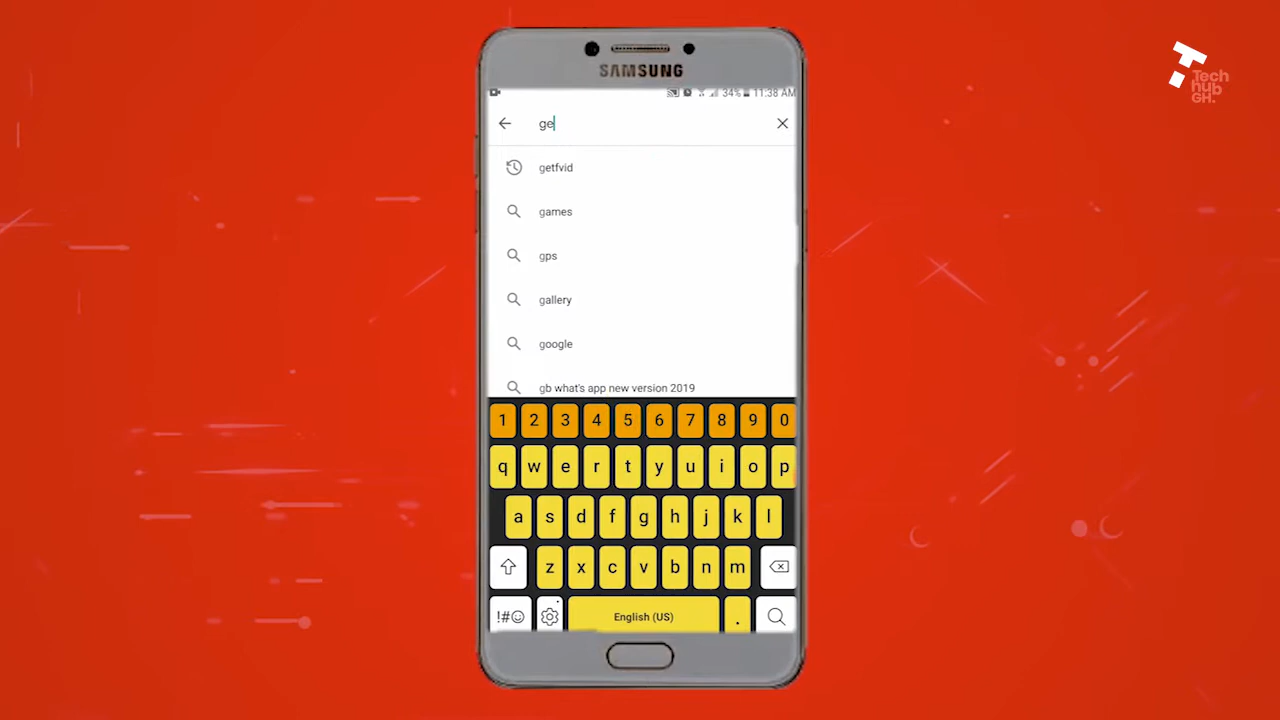 SAMSUNG
34% 11:38 AM
ge
getfvid
games
gps
gallery
google
gb what's app new version 2019
1 2 3 4 5 6 7 8 9 0
q w e r t y u i o p
a s d f g h j k l
z x c v b n m
!#☺ English (US) .
Tech
hub
GH.